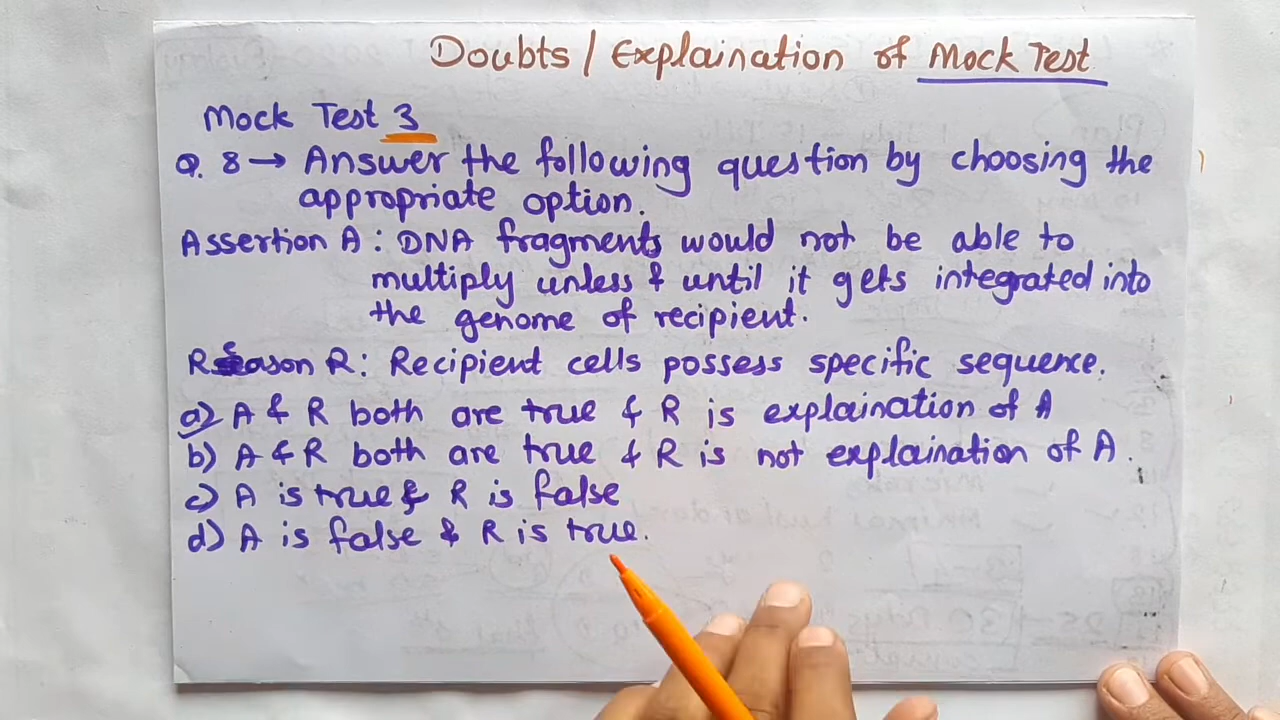 Doubts / Explaination of Mock Test
Mock Test 3
Q. 8 → Answer the following question by choosing the
appropriate option.
Assertion A : DNA fragments would not be able to
multiply unless & until it gets integrated into
the genome of recipient.
Reason R : Recipient cells possess specific sequence.
a) A & R both are true & R is explaination of A
b) A & R both are true & R is not explaination of A.
c) A is true & R is false
d) A is false & R is true.